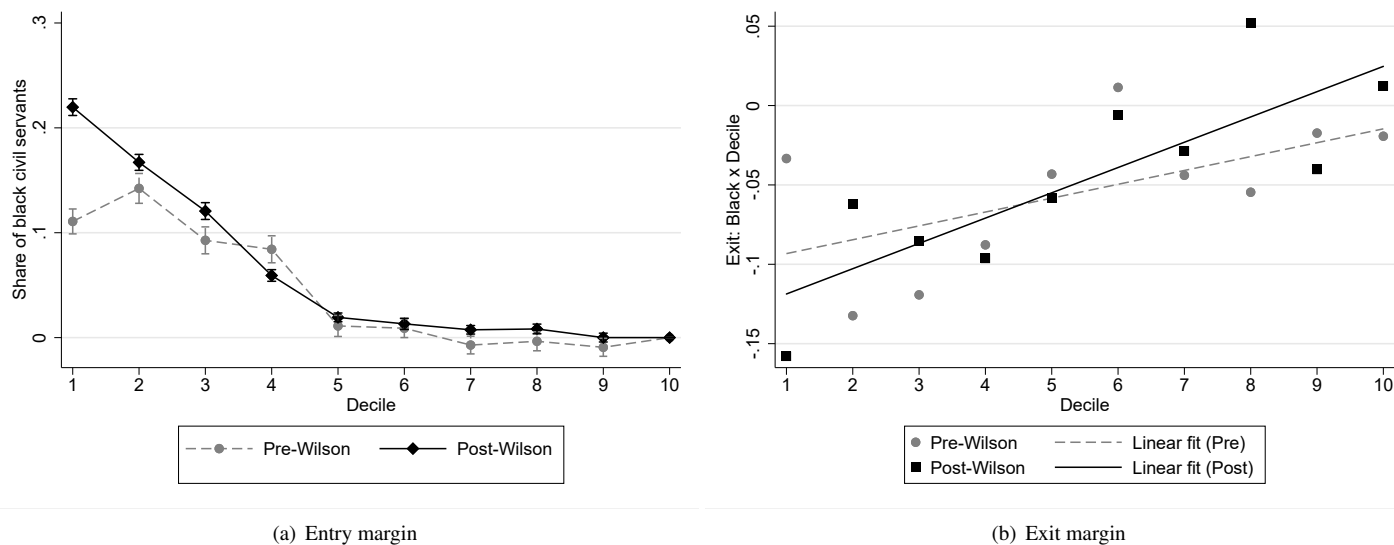 Share of black civil servants
.3
.2
.1
0
1 2 3 4 5 6 7 8 9 10
Decile
Pre-Wilson Post-Wilson
(a) Entry margin
Exit: Black x Decile
.05
0
-.05
-.1
-.15
1 2 3 4 5 6 7 8 9 10
Decile
Pre-Wilson Linear fit (Pre)
Post-Wilson Linear fit (Post)
(b) Exit margin